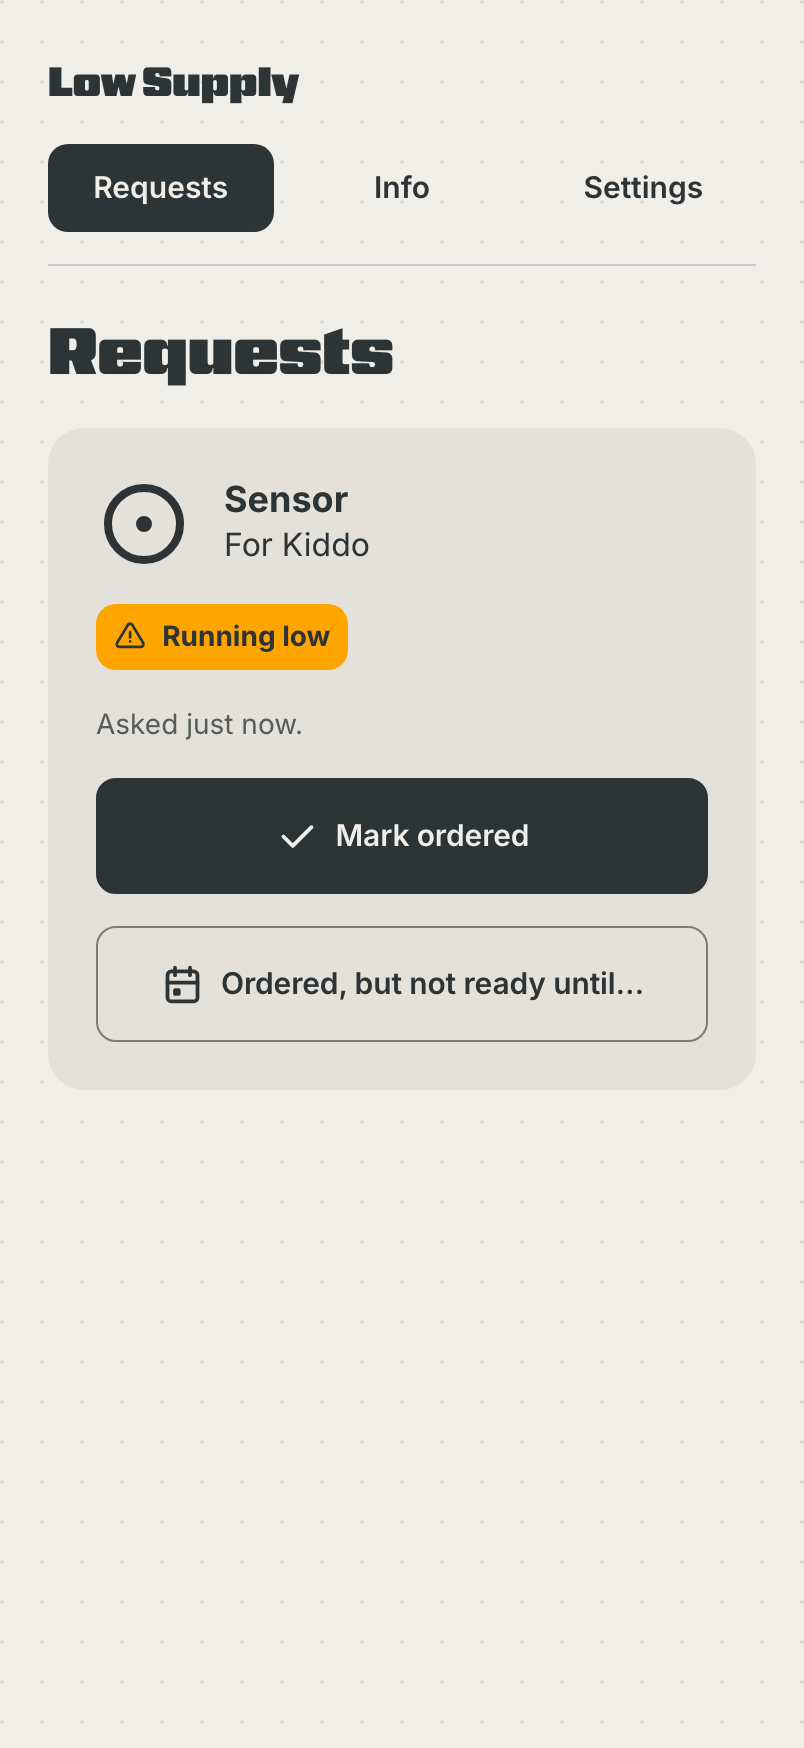 Low Supply
Requests
Info
Settings
Requests
Sensor
For Kiddo
Running low
Asked just now.
Mark ordered
Ordered, but not ready until…